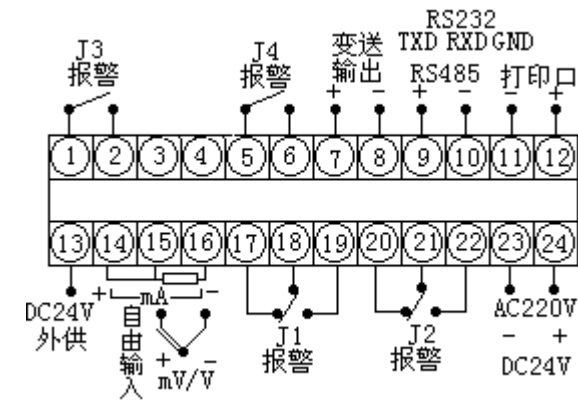 RS232
J3
J4
变送
TXD RXD GND
报警
报警
输出
RS485
打印口
+ − + − − +
1 2 3 4 5 6 7 8 9 10 11 12
13 14 15 16 17 18 19 20 21 22 23 24
+ mA −
DC24V
外供
自由输入
+ −
mV/V
J1
报警
J2
报警
AC220V
− +
DC24V